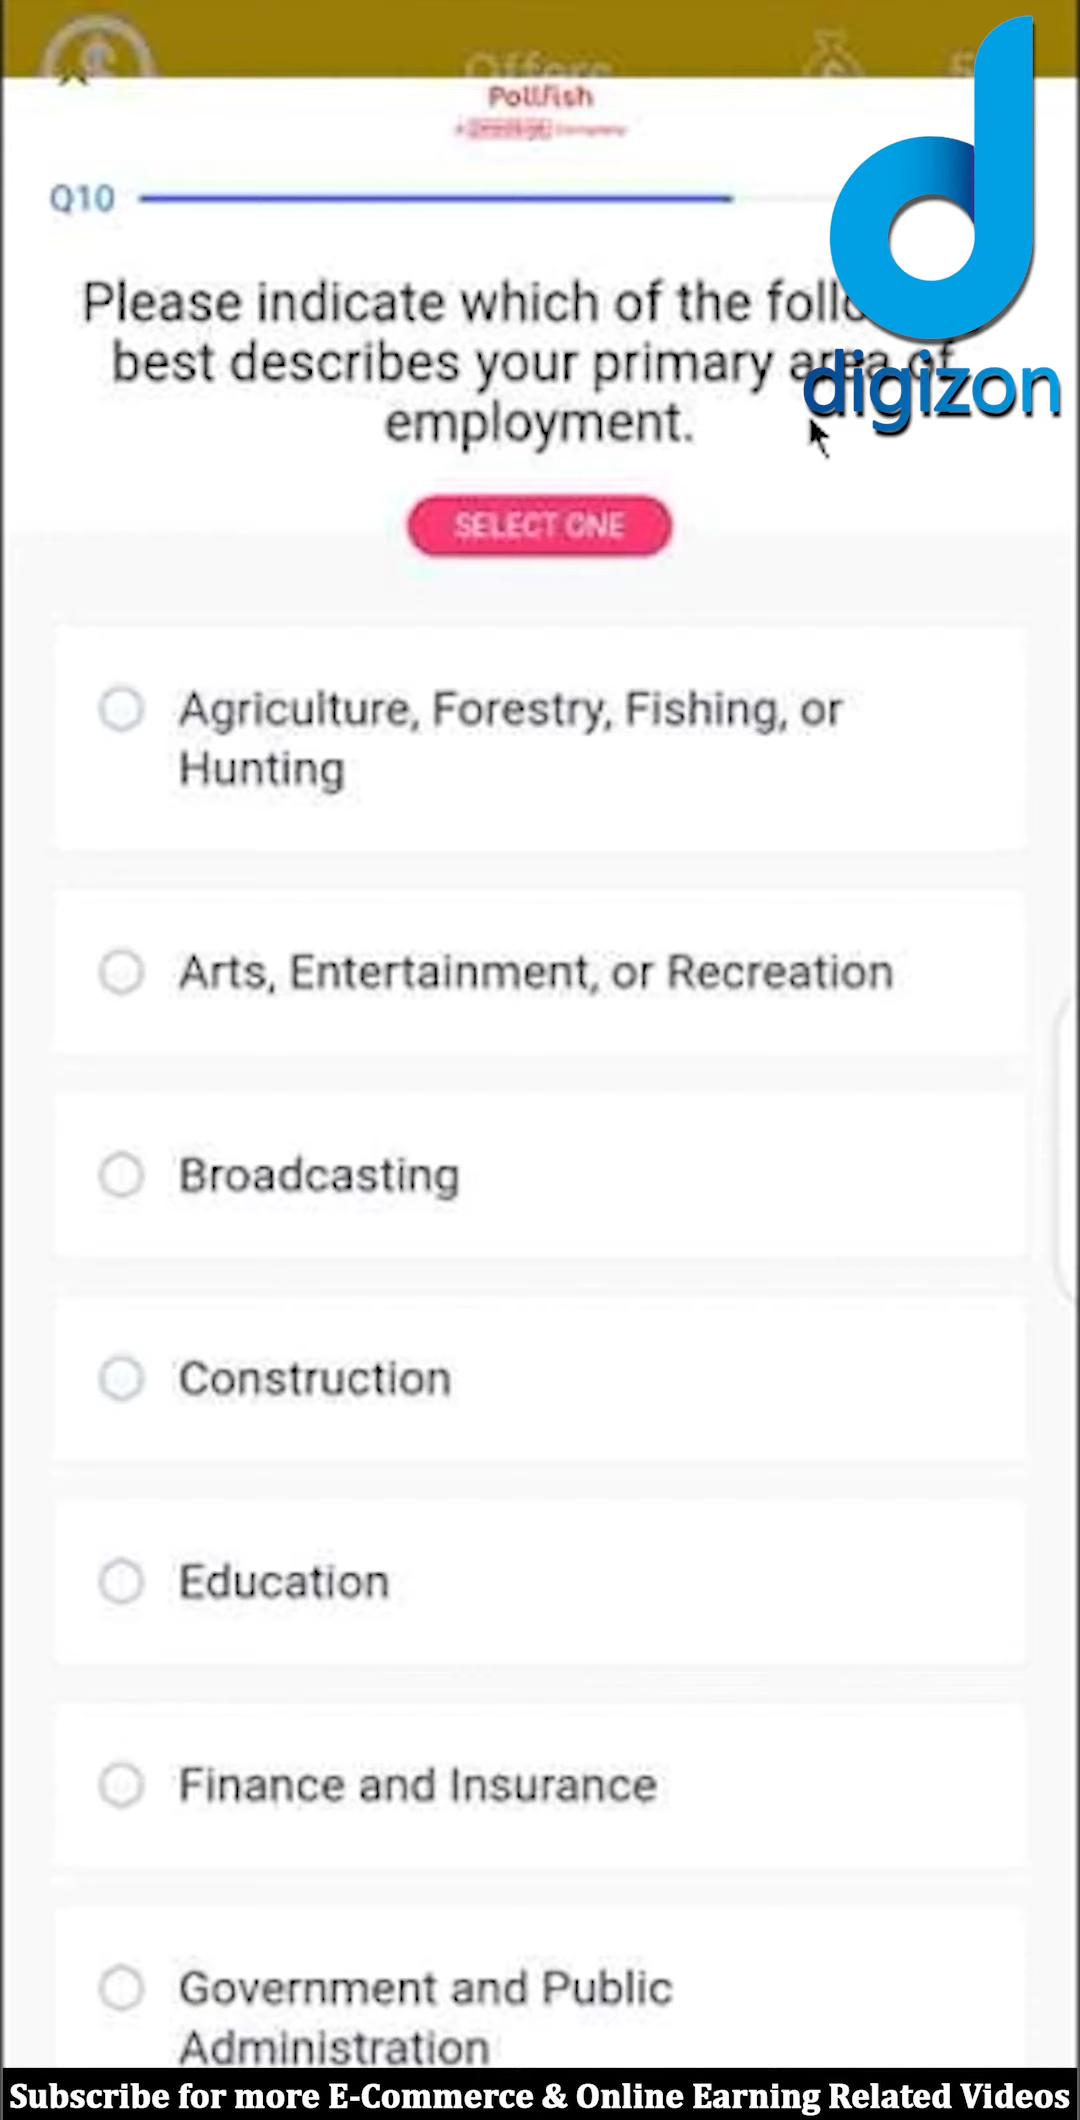 Offers
Pollfish
Q10
Please indicate which of the
best describes your primary area of
employment.
digizon
SELECT ONE
Agriculture, Forestry, Fishing, or
Hunting
Arts, Entertainment, or Recreation
Broadcasting
Construction
Education
Finance and Insurance
Government and Public
Administration
Subscribe for more E-Commerce & Online Earning Related Videos